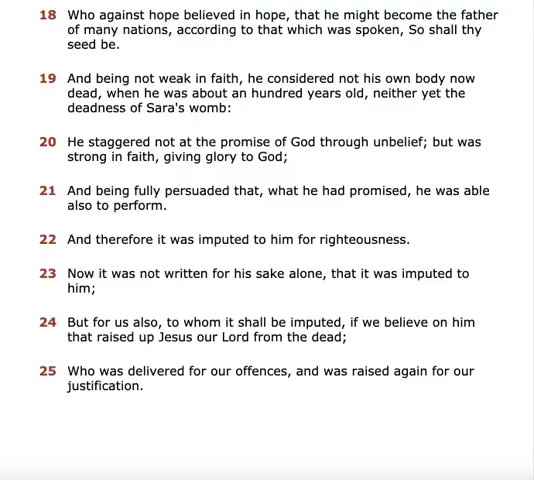 18 Who against hope believed in hope, that he might become the father
of many nations, according to that which was spoken, So shall thy
seed be.
19 And being not weak in faith, he considered not his own body now
dead, when he was about an hundred years old, neither yet the
deadness of Sara's womb:
20 He staggered not at the promise of God through unbelief; but was
strong in faith, giving glory to God;
21 And being fully persuaded that, what he had promised, he was able
also to perform.
22 And therefore it was imputed to him for righteousness.
23 Now it was not written for his sake alone, that it was imputed to
him;
24 But for us also, to whom it shall be imputed, if we believe on him
that raised up Jesus our Lord from the dead;
25 Who was delivered for our offences, and was raised again for our
justification.